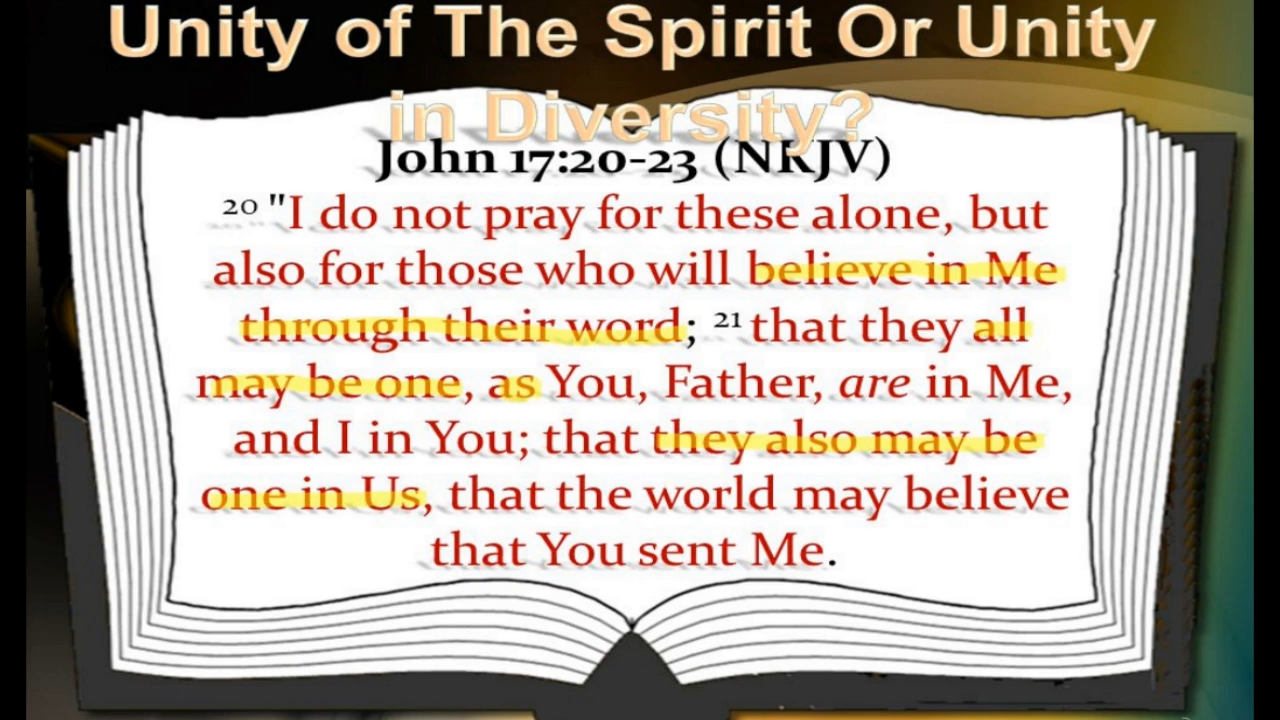 Unity of The Spirit Or Unity
in Diversity?
John 17:20-23 (NKJV)
20 "I do not pray for these alone, but
also for those who will believe in Me
through their word; 21 that they all
may be one, as You, Father, are in Me,
and I in You; that they also may be
one in Us, that the world may believe
that You sent Me.